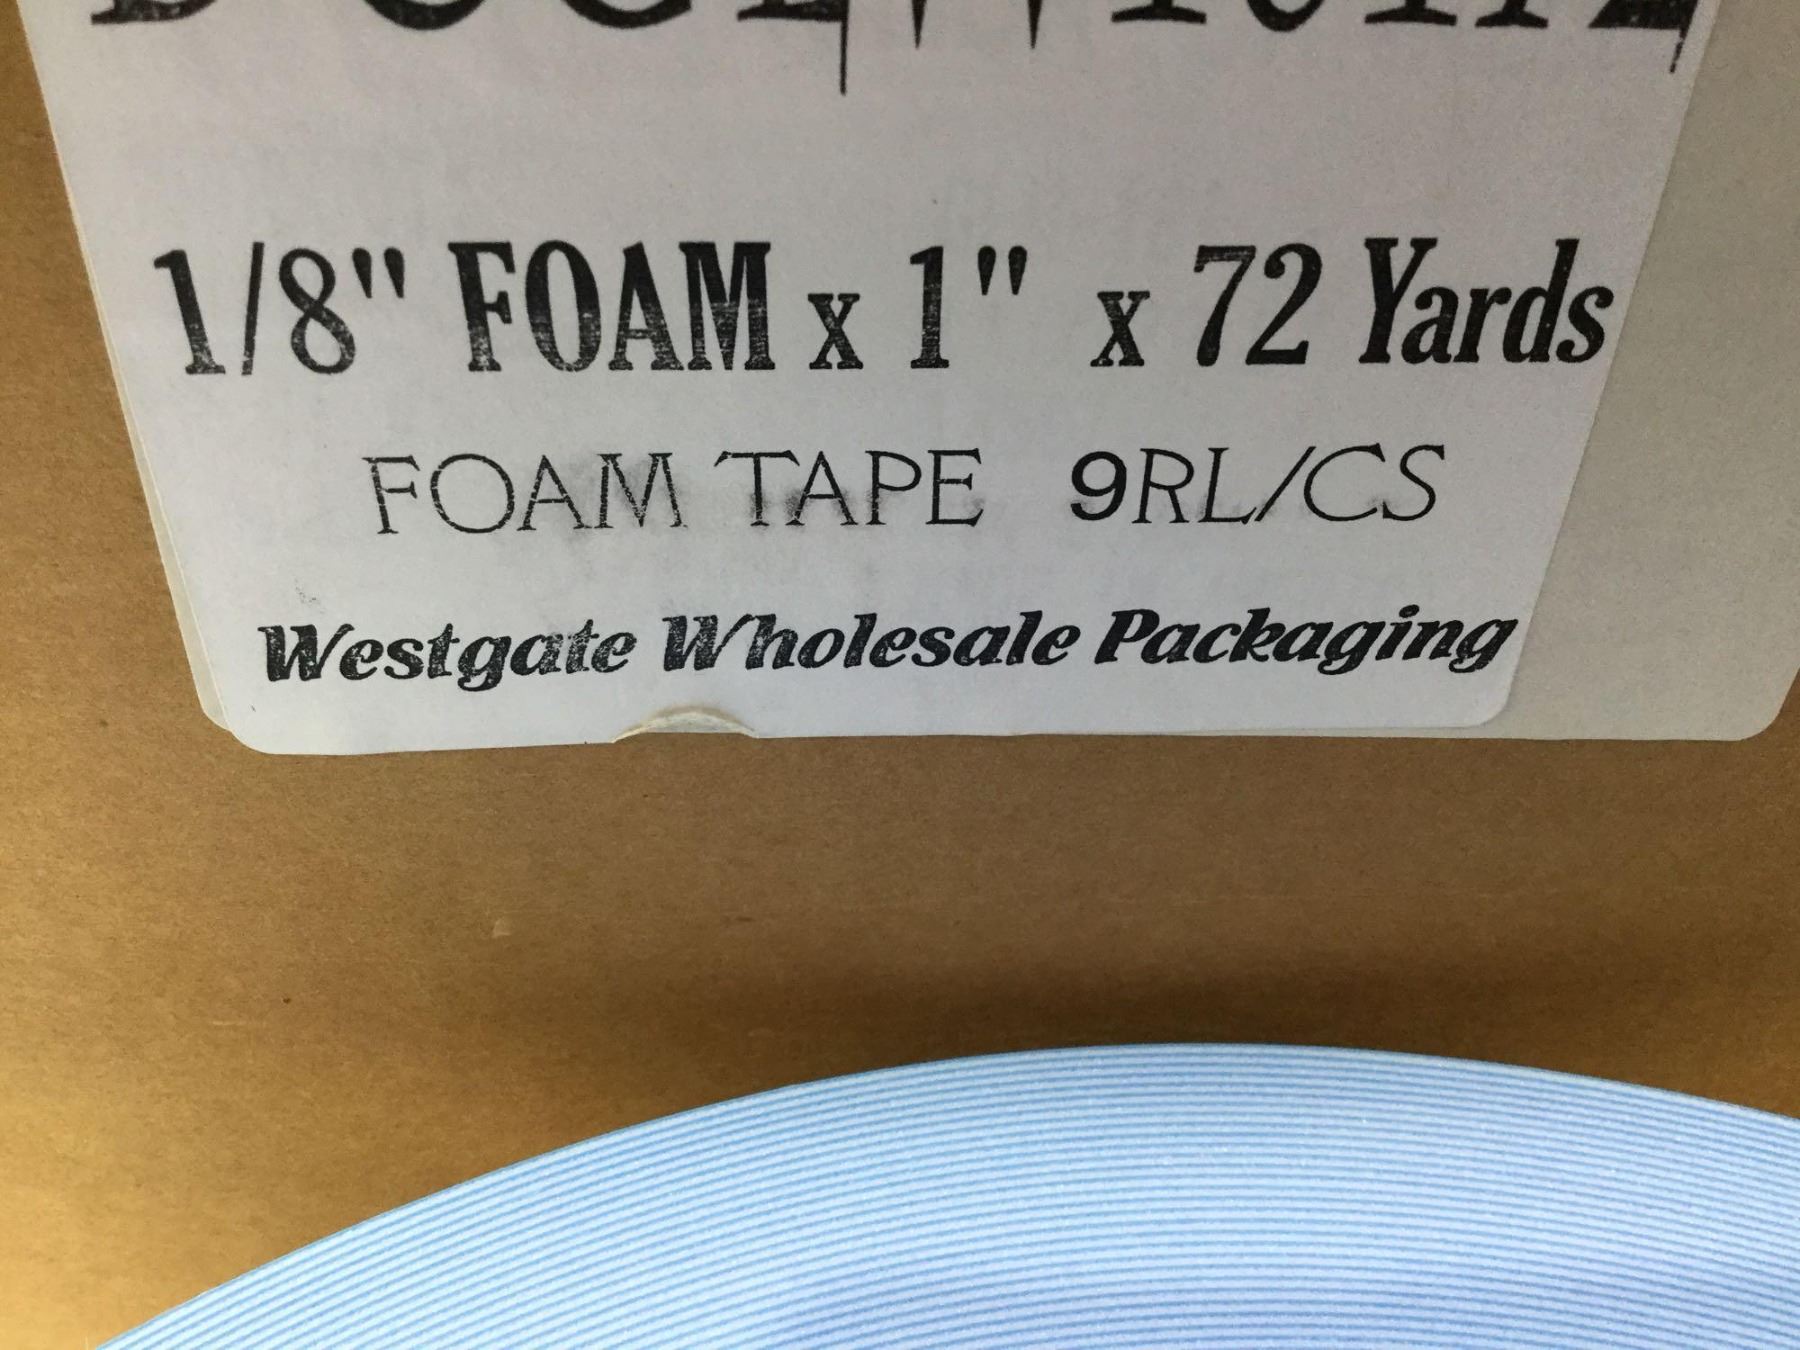 1/8" FOAM x 1" x 72 Yards
FOAM TAPE 9RL/CS
Westgate Wholesale Packaging